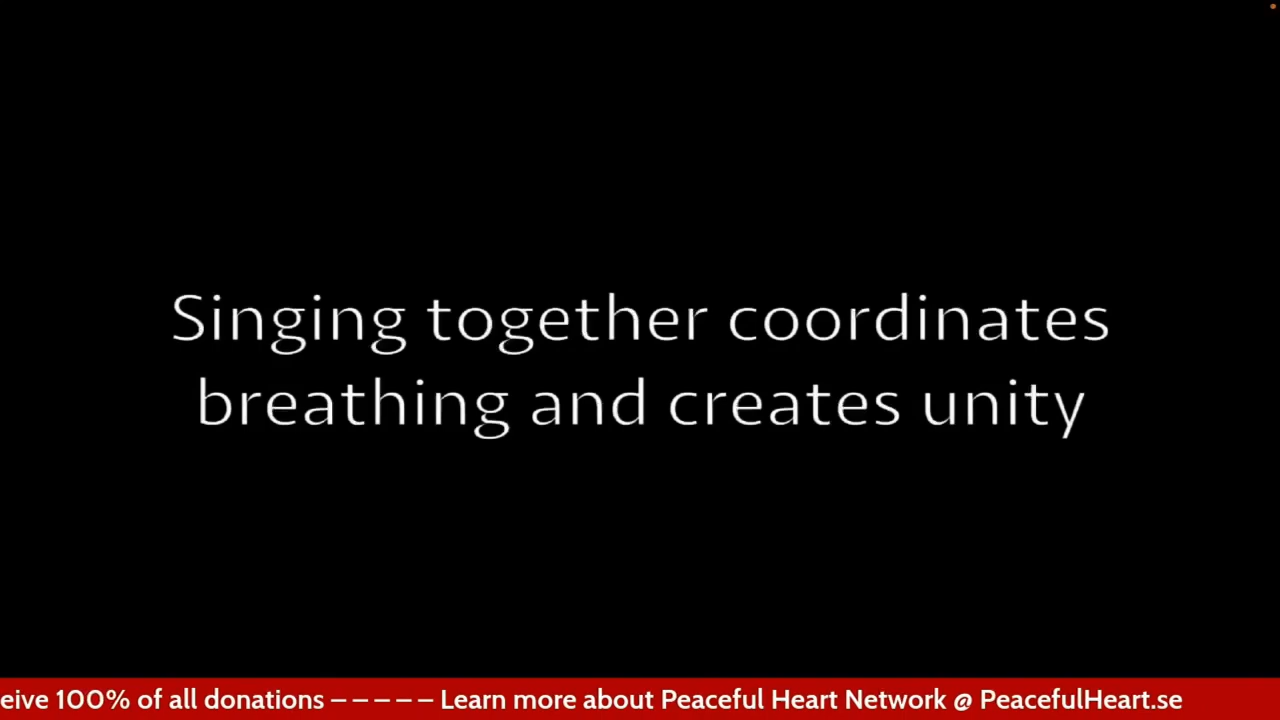 Singing together coordinates
breathing and creates unity
eive 100% of all donations – – – – – Learn more about Peaceful Heart Network @ PeacefulHeart.se